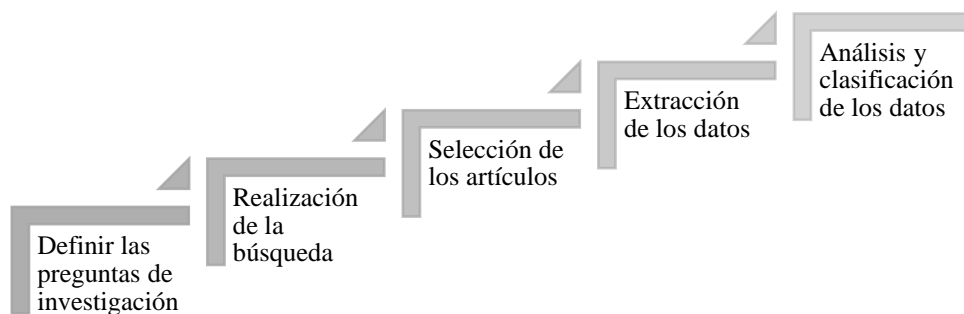 Definir las
preguntas de
investigación
Realización
de la
búsqueda
Selección de
los artículos
Extracción
de los datos
Análisis y
clasificación
de los datos